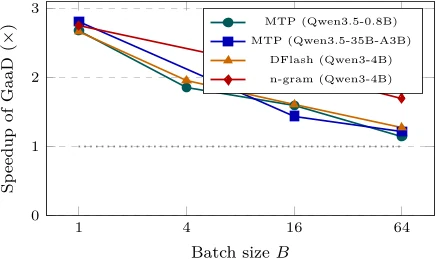 3
2
1
0
Speedup of GaaD (×)
MTP (Qwen3.5-0.8B)
MTP (Qwen3.5-35B-A3B)
DFlash (Qwen3-4B)
n-gram (Qwen3-4B)
1 4 16 64
Batch size B